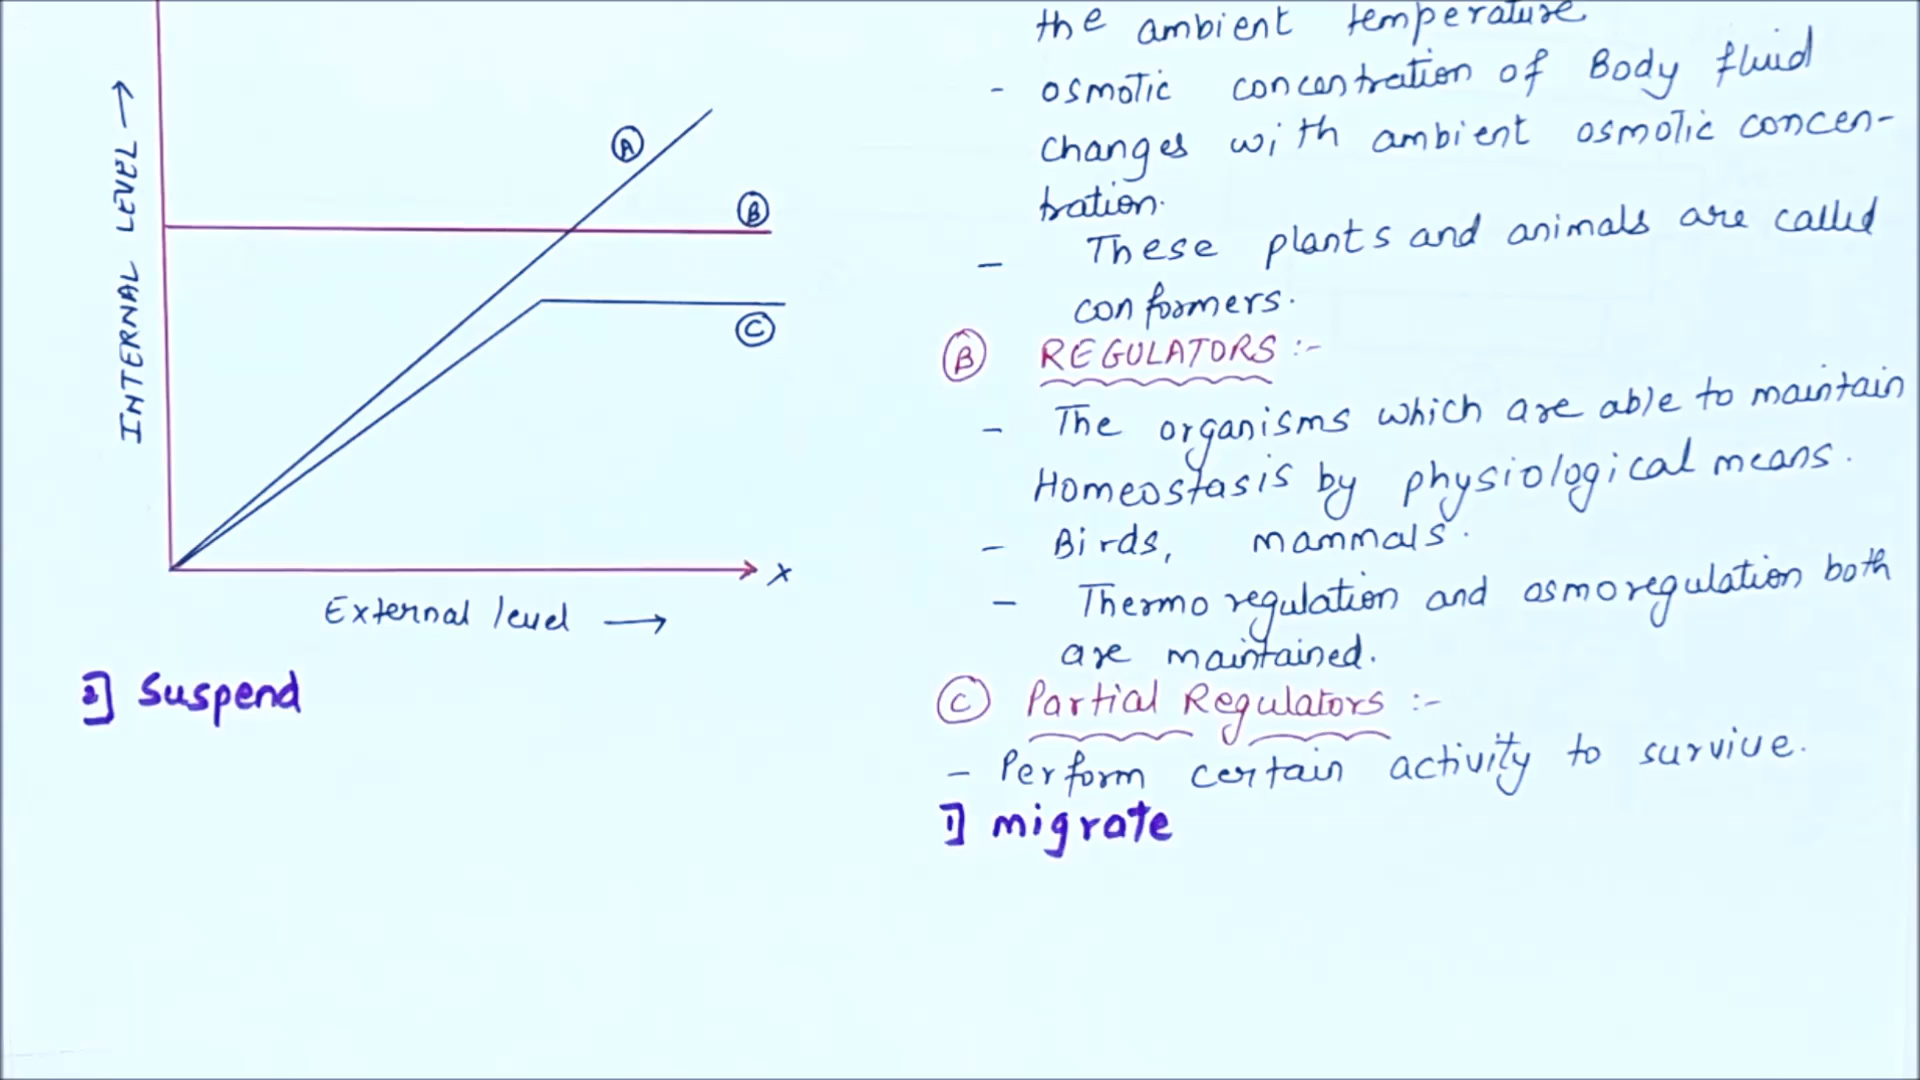 INTERNAL LEVEL →
A
B
C
X
External level →
2] Suspend
the ambient temperature
- osmotic concentration of Body fluid
changes with ambient osmotic concen-
tration.
- These plants and animals are called
conformers.
B REGULATORS :-
- The organisms which are able to maintain
Homeostasis by physiological means.
- Birds, mammals.
- Thermoregulation and osmoregulation both
are maintained.
C Partial Regulators :-
- Perform certain activity to survive.
1] migrate